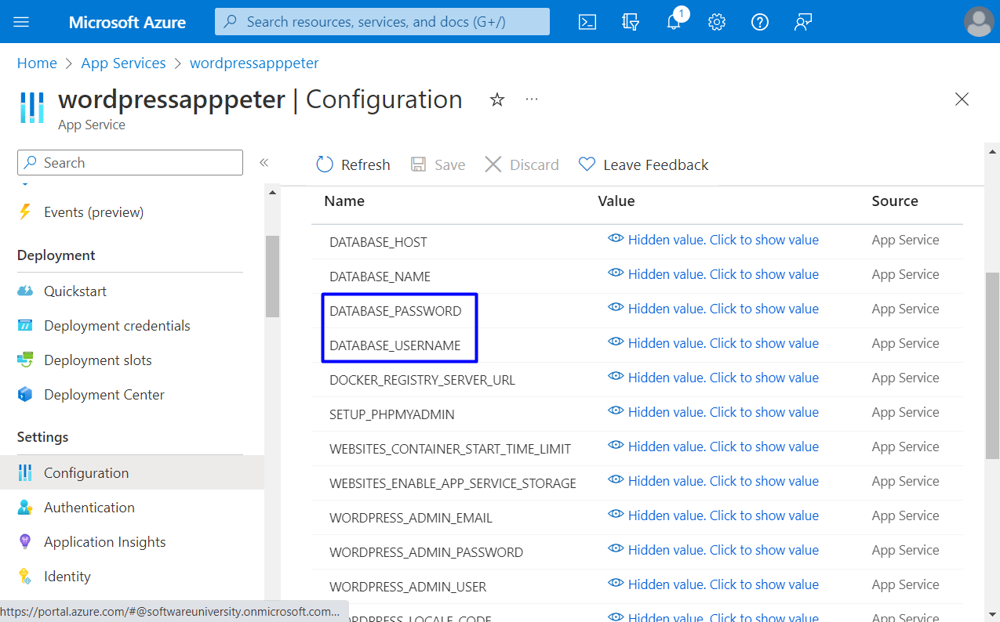 Microsoft Azure
Search resources, services, and docs (G+/)
1
Home > App Services > wordpressapppeter
wordpressapppeter | Configuration
App Service
Search
«
Refresh
Save
Discard
Leave Feedback
Events (preview)
Deployment
Quickstart
Deployment credentials
Deployment slots
Deployment Center
Settings
Configuration
Authentication
Application Insights
Identity
https://portal.azure.com/#@softwareuniversity.onmicrosoft.com...
Name Value Source
DATABASE_HOST Hidden value. Click to show value App Service
DATABASE_NAME Hidden value. Click to show value App Service
DATABASE_PASSWORD Hidden value. Click to show value App Service
DATABASE_USERNAME Hidden value. Click to show value App Service
DOCKER_REGISTRY_SERVER_URL Hidden value. Click to show value App Service
SETUP_PHPMYADMIN Hidden value. Click to show value App Service
WEBSITES_CONTAINER_START_TIME_LIMIT Hidden value. Click to show value App Service
WEBSITES_ENABLE_APP_SERVICE_STORAGE Hidden value. Click to show value App Service
WORDPRESS_ADMIN_EMAIL Hidden value. Click to show value App Service
WORDPRESS_ADMIN_PASSWORD Hidden value. Click to show value App Service
WORDPRESS_ADMIN_USER Hidden value. Click to show value App Service
WORDPRESS_LOCALE_CODE Hidden value. Click to show value App Service